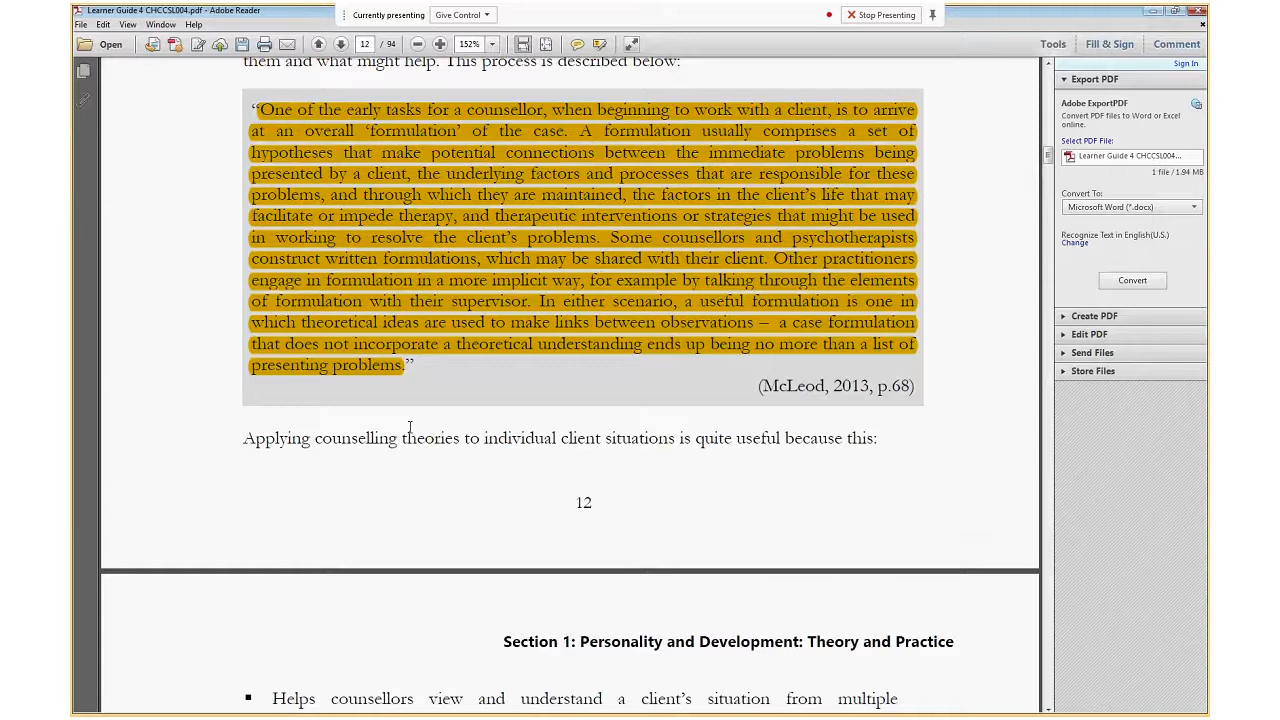 Learner Guide 4 CHCCSL004.pdf - Adobe Reader
Currently presenting Give Control Stop Presenting
File Edit View Window Help
Open 12 / 94 152% Tools Fill & Sign Comment
Sign In
them and what might help. This process is described below:
“One of the early tasks for a counsellor, when beginning to work with a client, is to arrive
at an overall ‘formulation’ of the case. A formulation usually comprises a set of
hypotheses that make potential connections between the immediate problems being
presented by a client, the underlying factors and processes that are responsible for these
problems, and through which they are maintained, the factors in the client’s life that may
facilitate or impede therapy, and therapeutic interventions or strategies that might be used
in working to resolve the client’s problems. Some counsellors and psychotherapists
construct written formulations, which may be shared with their client. Other practitioners
engage in formulation in a more implicit way, for example by talking through the elements
of formulation with their supervisor. In either scenario, a useful formulation is one in
which theoretical ideas are used to make links between observations – a case formulation
that does not incorporate a theoretical understanding ends up being no more than a list of
presenting problems.”
(McLeod, 2013, p.68)
Applying counselling theories to individual client situations is quite useful because this:
12
Section 1: Personality and Development: Theory and Practice
▪ Helps counsellors view and understand a client’s situation from multiple
Export PDF
Adobe ExportPDF
Convert PDF files to Word or Excel
online.
Select PDF File:
Learner Guide 4 CHCCSL004...
1 file / 1.94 MB
Convert To:
Microsoft Word (*.docx)
Recognize Text in English(U.S.)
Change
Convert
Create PDF
Edit PDF
Send Files
Store Files